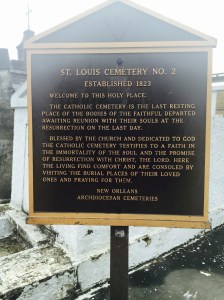 ST. LOUIS CEMETERY NO. 2
ESTABLISHED 1823
WELCOME TO THIS HOLY PLACE.
THE CATHOLIC CEMETERY IS THE LAST RESTING
PLACE OF THE BODIES OF THE FAITHFUL DEPARTED
AWAITING REUNION WITH THEIR SOULS AT THE
RESURRECTION ON THE LAST DAY.
BLESSED BY THE CHURCH AND DEDICATED TO GOD
THE CATHOLIC CEMETERY TESTIFIES TO A FAITH IN
THE IMMORTALITY OF THE SOUL AND THE PROMISE
OF RESURRECTION WITH CHRIST, THE LORD. HERE
THE LIVING FIND COMFORT AND ARE CONSOLED BY
VISITING THE BURIAL PLACES OF THEIR LOVED
ONES AND PRAYING FOR THEM.
NEW ORLEANS
ARCHDIOCESAN CEMETERIES